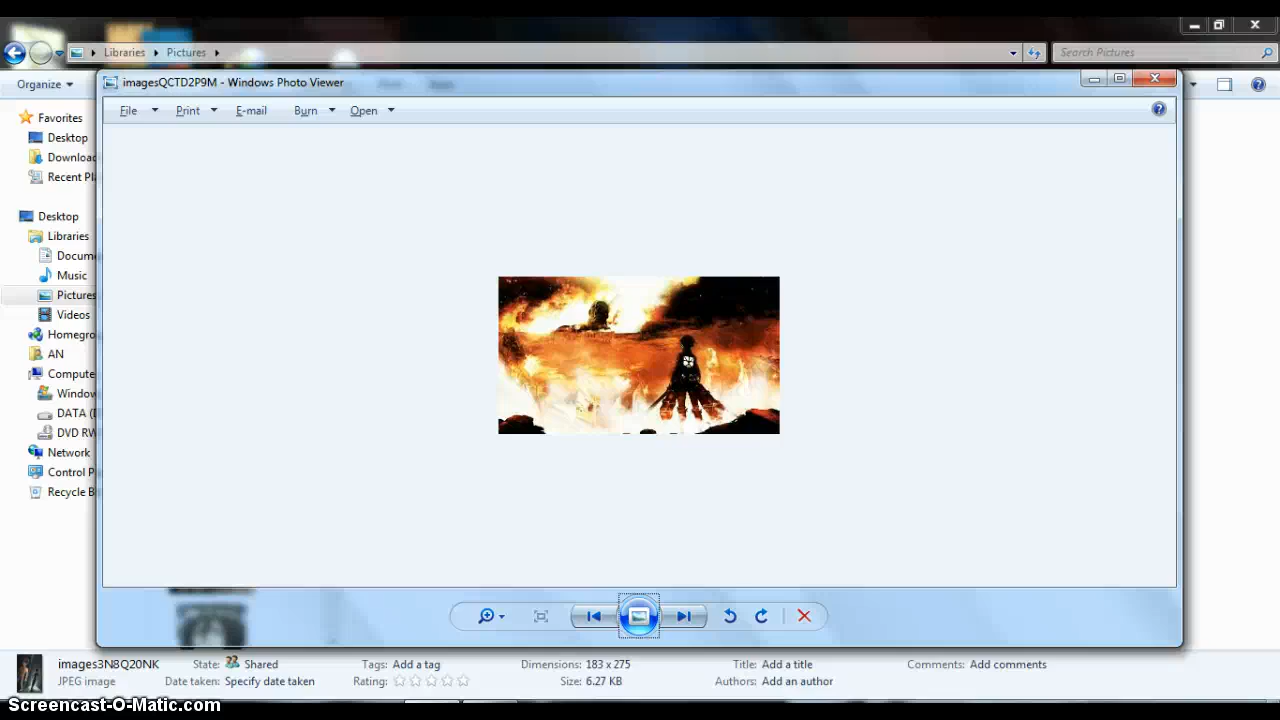 Libraries Pictures Search Pictures
Organize
imagesQCTD2P9M - Windows Photo Viewer
File Print E-mail Burn Open
Favorites
Desktop
Downloa
Recent Pl
Desktop
Libraries
Docume
Music
Pictures
Videos
Homegro
AN
Compute
Window
DATA (
DVD RW
Network
Control P
Recycle B
images3N8Q20NK State: Shared Tags: Add a tag Dimensions: 183 x 275 Title: Add a title Comments: Add comments
JPEG image Date taken: Specify date taken Rating: Size: 6.27 KB Authors: Add an author
Screencast-O-Matic.com